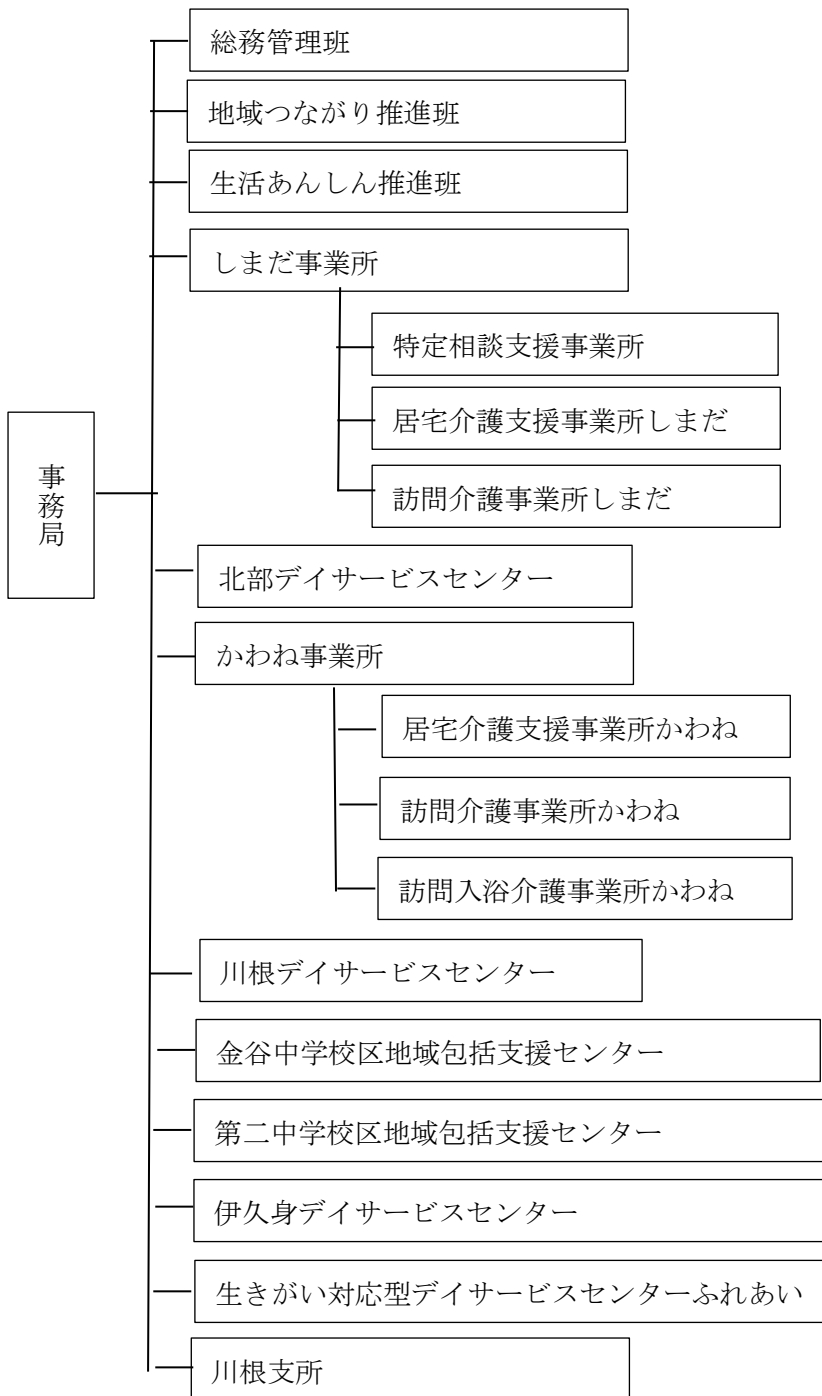 総務管理班
地域つながり推進班
生活あんしん推進班
しまだ事業所
特定相談支援事業所
居宅介護支援事業所しまだ
訪問介護事業所しまだ
事務局
北部デイサービスセンター
かわね事業所
居宅介護支援事業所かわね
訪問介護事業所かわね
訪問入浴介護事業所かわね
川根デイサービスセンター
金谷中学校区地域包括支援センター
第二中学校区地域包括支援センター
伊久身デイサービスセンター
生きがい対応型デイサービスセンターふれあい
川根支所